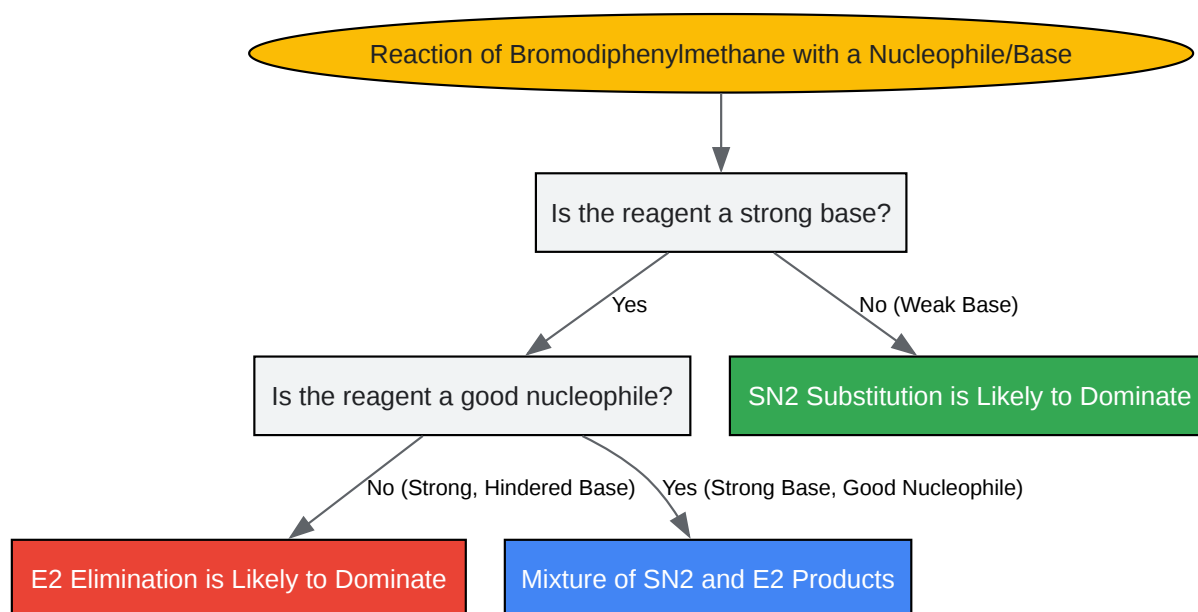 Reaction of Bromodiphenylmethane with a Nucleophile/Base
Is the reagent a strong base?
Yes
No (Weak Base)
Is the reagent a good nucleophile?
SN2 Substitution is Likely to Dominate
No (Strong, Hindered Base)
Yes (Strong Base, Good Nucleophile)
E2 Elimination is Likely to Dominate
Mixture of SN2 and E2 Products